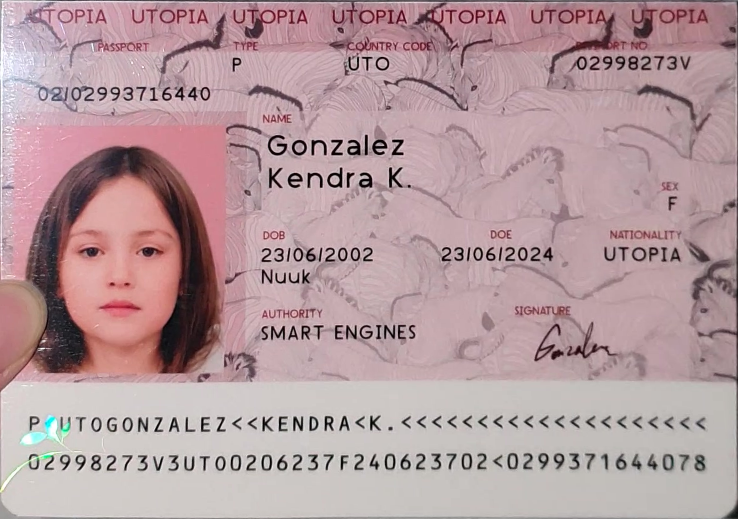 UTOPIA UTOPIA UTOPIA UTOPIA UTOPIA UTOPIA UTOPIA
PASSPORT TYPE COUNTRY CODE PASSPORT NO
P UTO 02998273V
02/02993716440
NAME
Gonzalez
Kendra K.
SEX
F
DOB DOE NATIONALITY
23/06/2002 23/06/2024 UTOPIA
Nuuk
AUTHORITY SIGNATURE
SMART ENGINES Gonzalez
P<UTOGONZALEZ<<KENDRA<K.<<<<<<<<<<<<<<<<<<<<
02998273V3UTO0206237F240623702<0299371644078